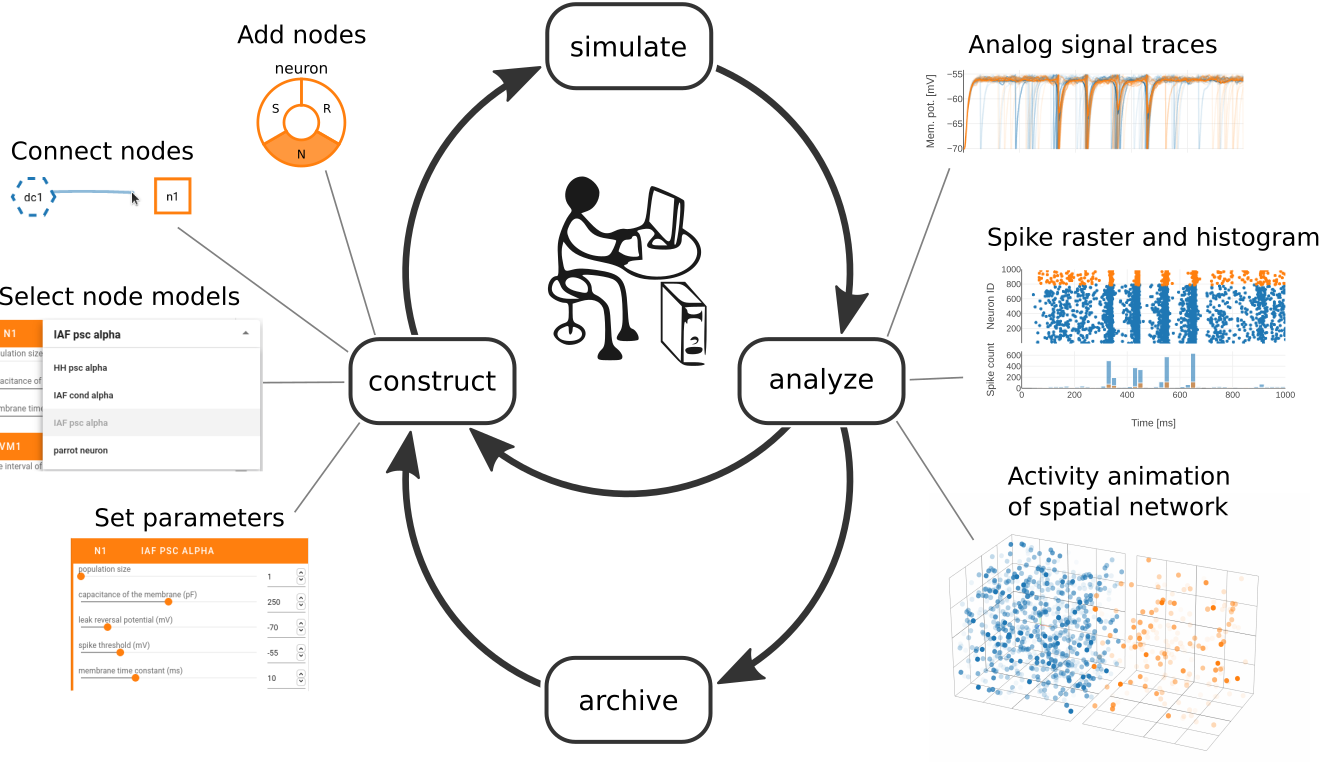 simulate
Add nodes
neuron
S
R
N
Connect nodes
dc1
n1
Select node models
N1
IAF psc alpha
ulation size
HH psc alpha
acitance of
IAF cond alpha
mbrane time
IAF psc alpha
VM1
parrot neuron
e interval of
Set parameters
N1 IAF PSC ALPHA
population size
1
capacitance of the membrane (pF)
250
leak reversal potential (mV)
-70
spike threshold (mV)
-55
membrane time constant (ms)
10
construct
analyze
archive
Analog signal traces
Mem. pot. [mV]
−55
−60
−65
−70
Spike raster and histogram
Neuron ID
1000
800
600
400
200
Spike count
600
400
200
0
0 200 400 600 800 1000
Time [ms]
Activity animation
of spatial network